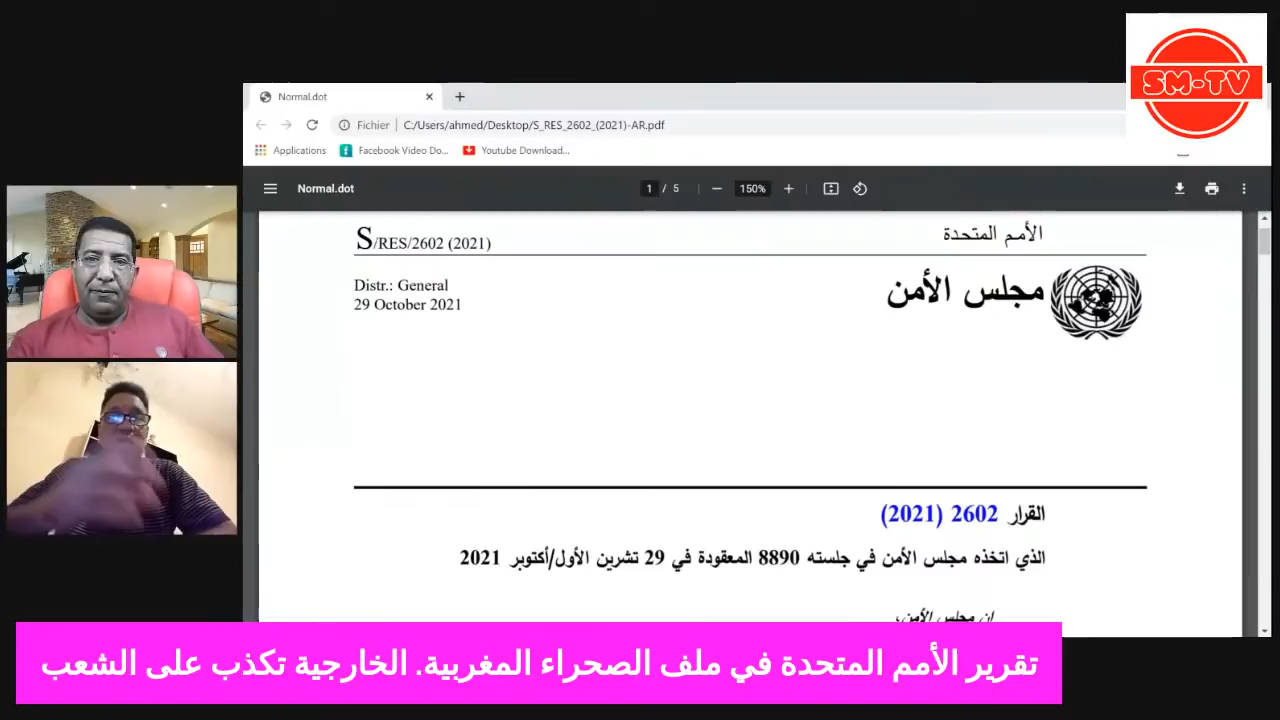 SM-TV
Normal.dot
Fichier C:/Users/ahmed/Desktop/S_RES_2602_(2021)-AR.pdf
Applications Facebook Video Do... Youtube Download...
Normal.dot 1 / 5 150%
S/RES/2602 (2021) الأمم المتحدة
Distr.: General
29 October 2021
مجلس الأمن
القرار 2602 (2021)
الذي اتخذه مجلس الأمن في جلسته 8890 المعقودة في 29 تشرين الأول/أكتوبر 2021
إن مجلس الأمن،
تقرير الأمم المتحدة في ملف الصحراء المغربية. الخارجية تكذب على الشعب